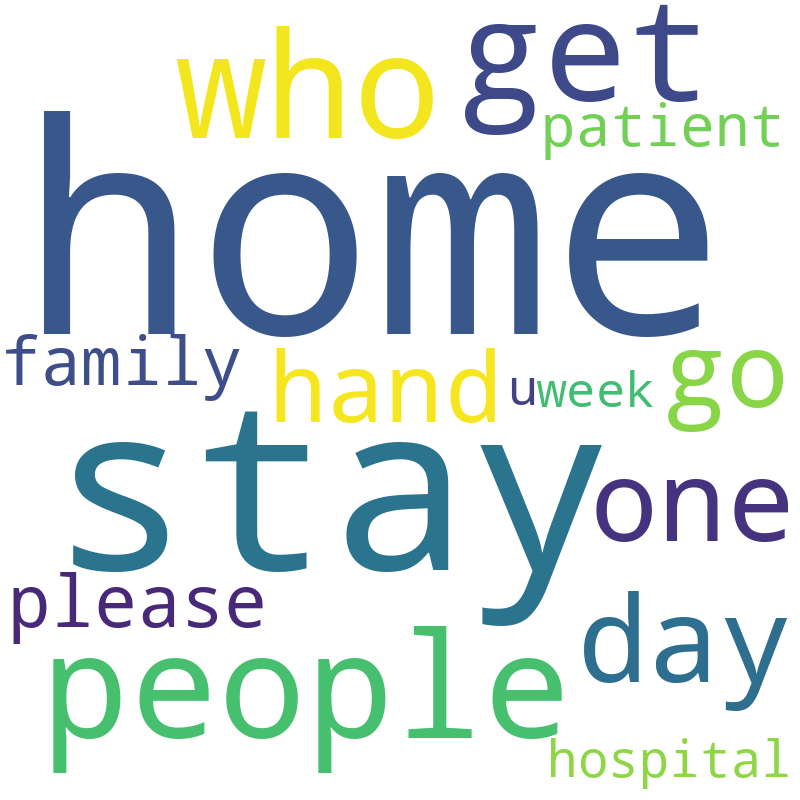 who get
patient
home
family hand u week go
stay
one
please
people day
hospital